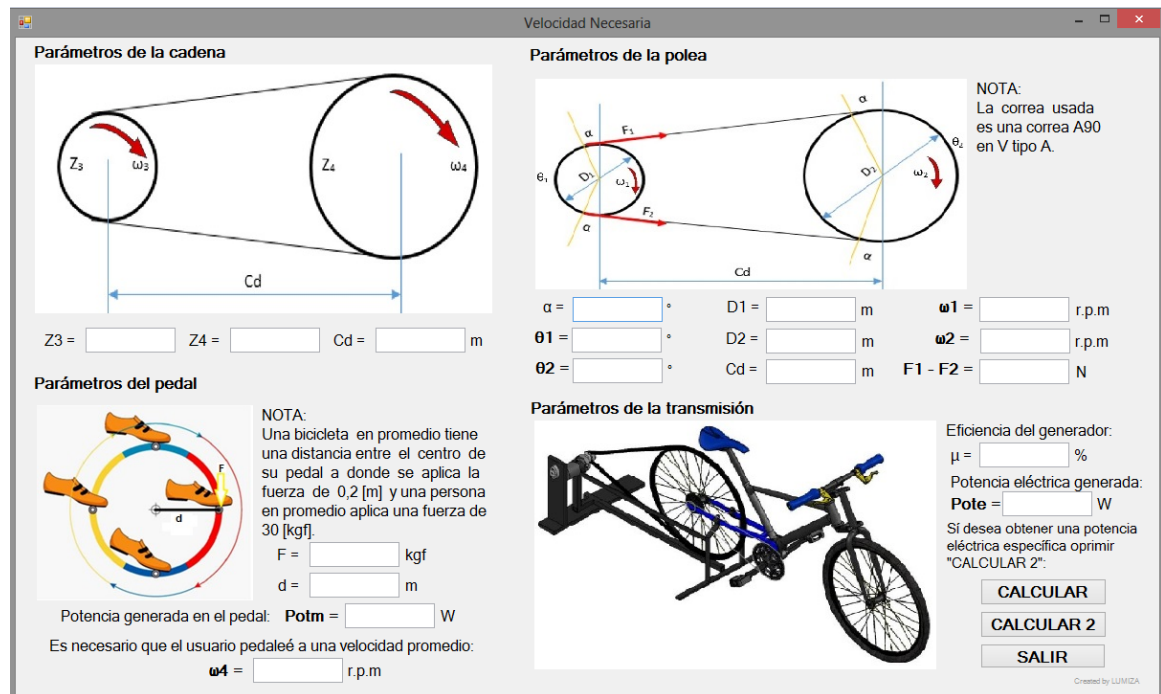 Velocidad Necesaria
Parámetros de la cadena
Z₃
ω₃
Z₄
ω₄
Cd
Z3 =
Z4 =
Cd =
m
Parámetros del pedal
F
d
NOTA:
Una bicicleta en promedio tiene
una distancia entre el centro de
su pedal a donde se aplica la
fuerza de 0,2 [m] y una persona
en promedio aplica una fuerza de
30 [kgf].
F =
kgf
d =
m
Potencia generada en el pedal: Potm =
W
Es necesario que el usuario pedaleé a una velocidad promedio:
ω4 =
r.p.m
Parámetros de la polea
α
F₁
α
θ₁
D₁
ω₁
F₂
α
D₂
ω₂
θ₂
α
Cd
NOTA:
La correa usada
es una correa A90
en V tipo A.
α =
°
D1 =
m
ω1 =
r.p.m
θ1 =
°
D2 =
m
ω2 =
r.p.m
θ2 =
°
Cd =
m
F1 - F2 =
N
Parámetros de la transmisión
Eficiencia del generador:
μ =
%
Potencia eléctrica generada:
Pote =
W
Sí desea obtener una potencia
eléctrica específica oprimir
"CALCULAR 2":
CALCULAR
CALCULAR 2
SALIR
Created by LUMIZA